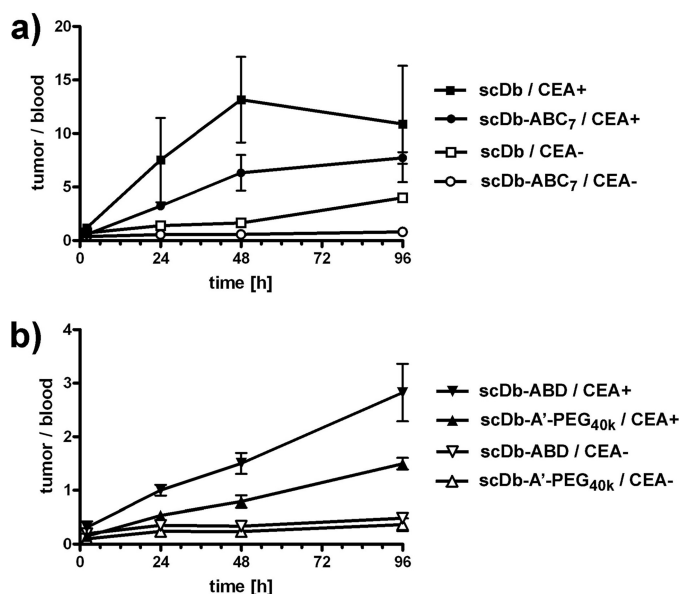 a)
tumor / blood
20
15
10
5
0
0 24 48 72 96
time [h]
scDb / CEA+
scDb-ABC₇ / CEA+
scDb / CEA-
scDb-ABC₇ / CEA-
b)
tumor / blood
4
3
2
1
0
0 24 48 72 96
time [h]
scDb-ABD / CEA+
scDb-A'-PEG₄₀ₖ / CEA+
scDb-ABD / CEA-
scDb-A'-PEG₄₀ₖ / CEA-